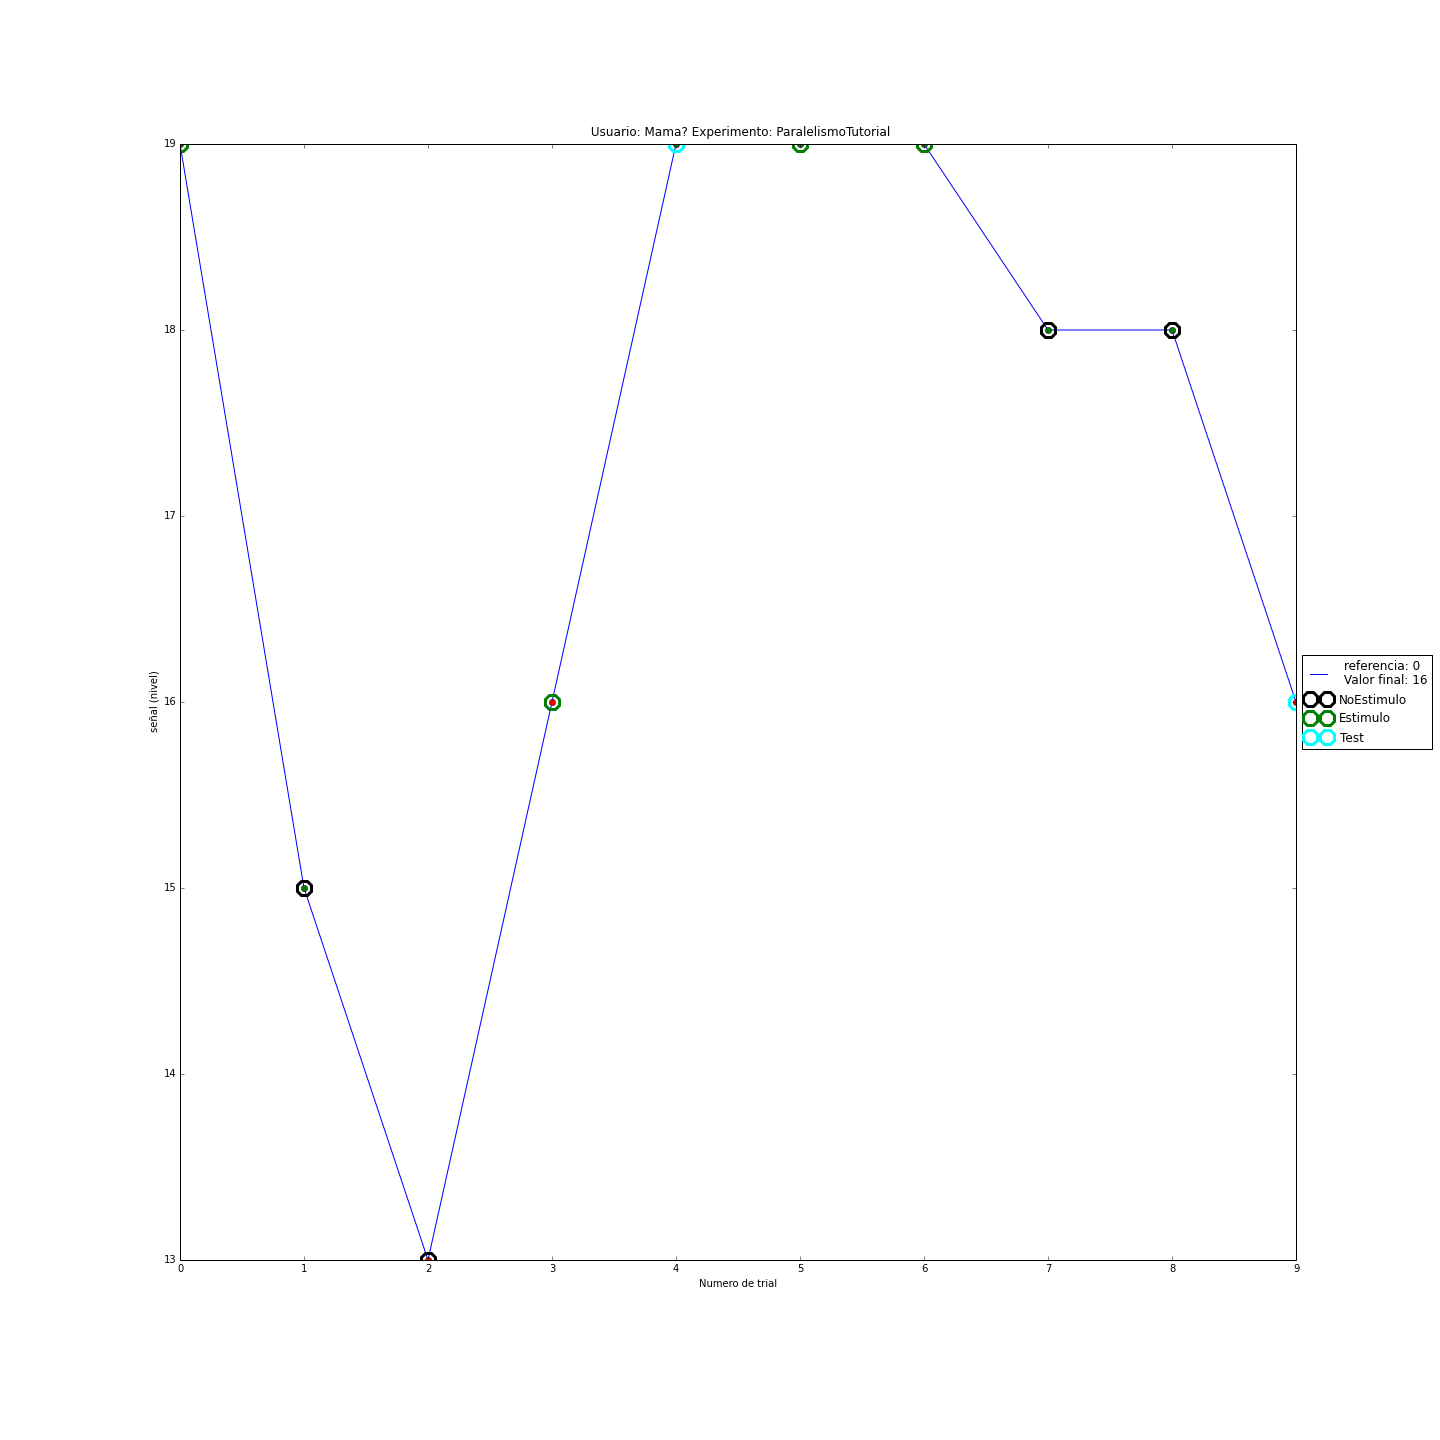 Usuario: Mama? Experimento: ParalelismoTutorial
19
18
17
16
15
14
13
señal (nivel)
0 1 2 3 4 5 6 7 8 9
Numero de trial
referencia: 0
Valor final: 16
NoEstimulo
Estimulo
Test